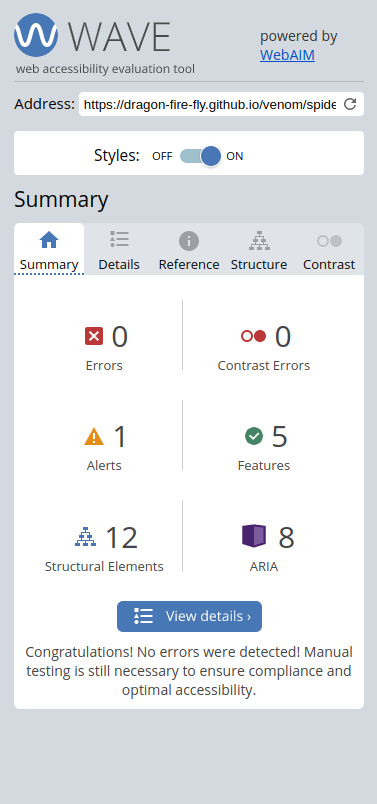 WAVE
web accessibility evaluation tool
powered by
WebAIM
Address: https://dragon-fire-fly.github.io/venom/spide
Styles: OFF ON
Summary
Summary Details Reference Structure Contrast
0 0
Errors Contrast Errors
1 5
Alerts Features
12 8
Structural Elements ARIA
View details ›
Congratulations! No errors were detected! Manual
testing is still necessary to ensure compliance and
optimal accessibility.